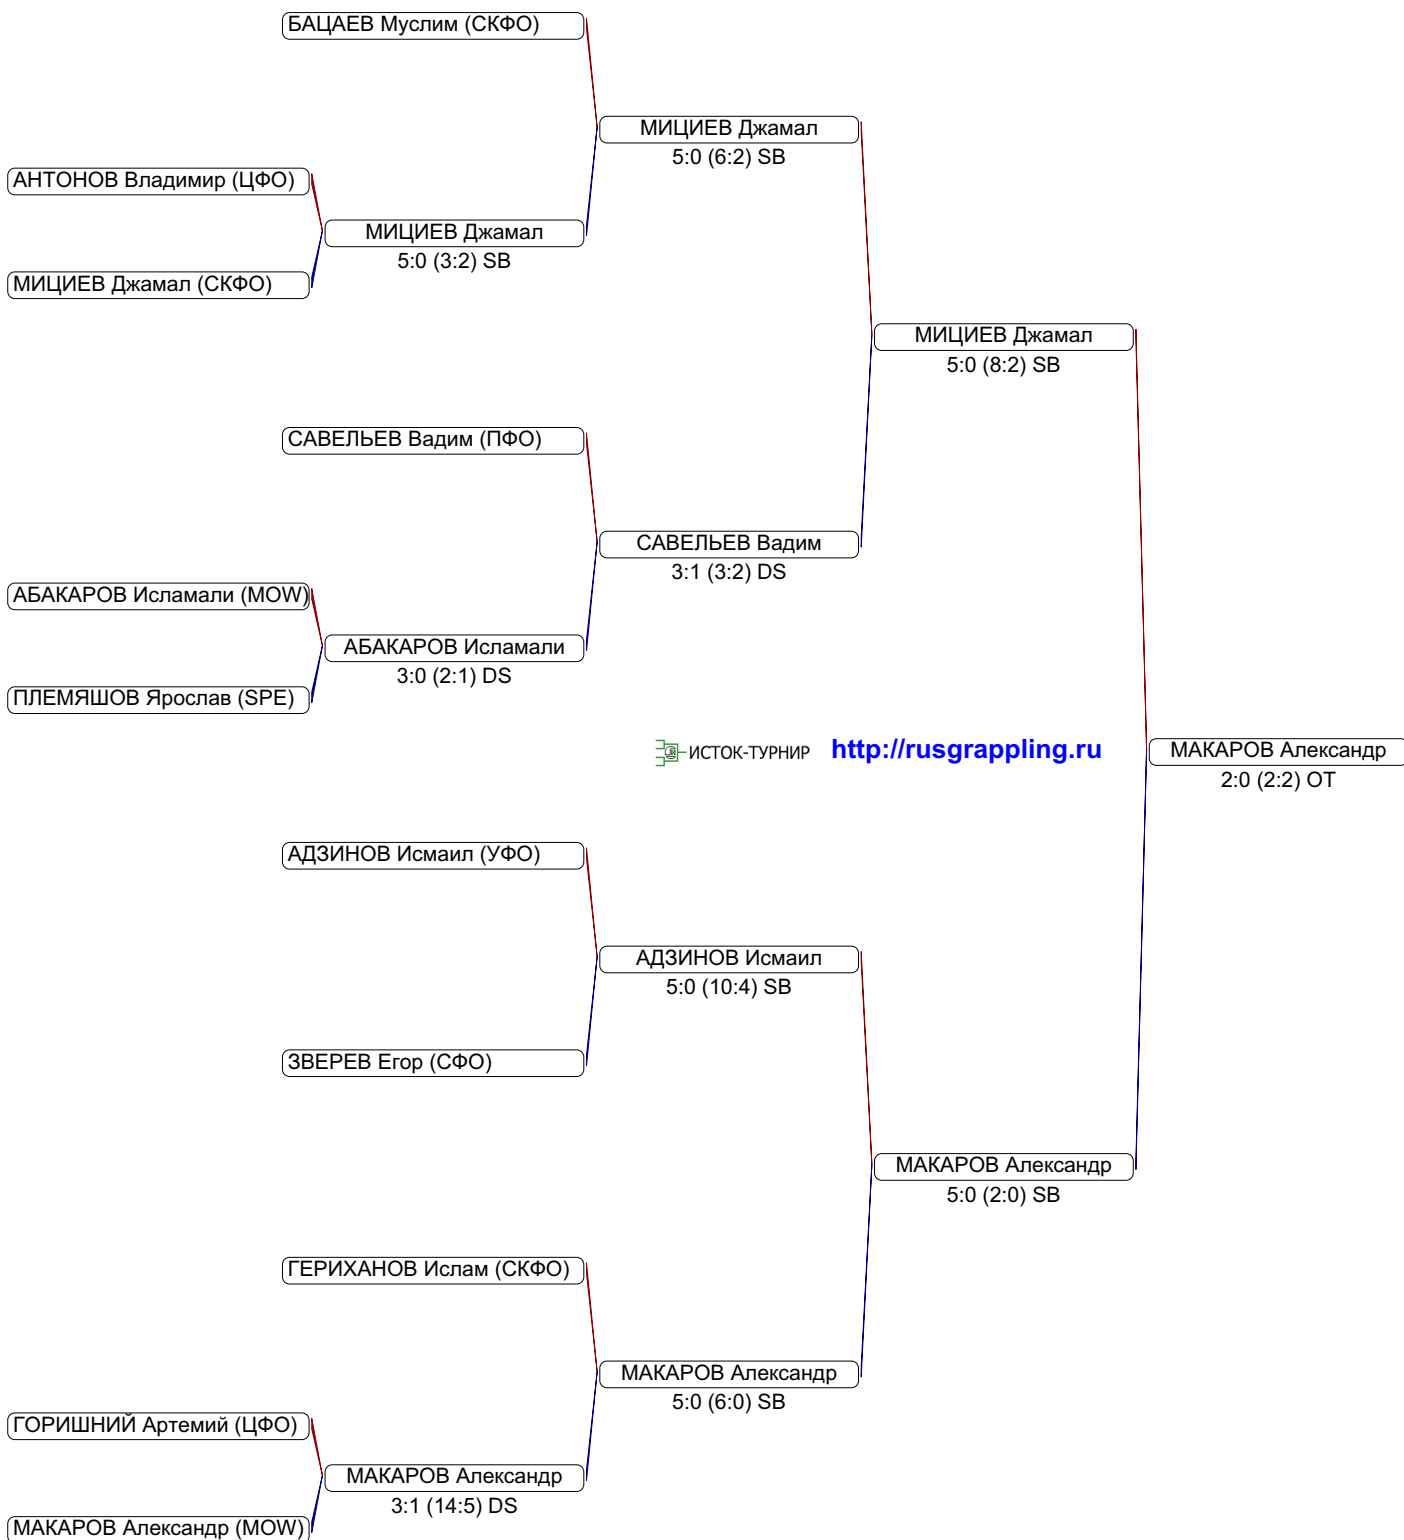 БАЦАЕВ Муслим (СКФО)
МИЦИЕВ Джамал
5:0 (6:2) SB
АНТОНОВ Владимир (ЦФО)
МИЦИЕВ Джамал
5:0 (3:2) SB
МИЦИЕВ Джамал (СКФО)
МИЦИЕВ Джамал
5:0 (8:2) SB
САВЕЛЬЕВ Вадим (ПФО)
САВЕЛЬЕВ Вадим
3:1 (3:2) DS
АБАКАРОВ Исламали (MOW)
АБАКАРОВ Исламали
3:0 (2:1) DS
ПЛЕМЯШОВ Ярослав (SPE)
ИСТОК-ТУРНИР http://rusgrappling.ru
МАКАРОВ Александр
2:0 (2:2) OT
АДЗИНОВ Исмаил (УФО)
АДЗИНОВ Исмаил
5:0 (10:4) SB
ЗВЕРЕВ Егор (СФО)
МАКАРОВ Александр
5:0 (2:0) SB
ГЕРИХАНОВ Ислам (СКФО)
МАКАРОВ Александр
5:0 (6:0) SB
ГОРИШНИЙ Артемий (ЦФО)
МАКАРОВ Александр
3:1 (14:5) DS
МАКАРОВ Александр (MOW)